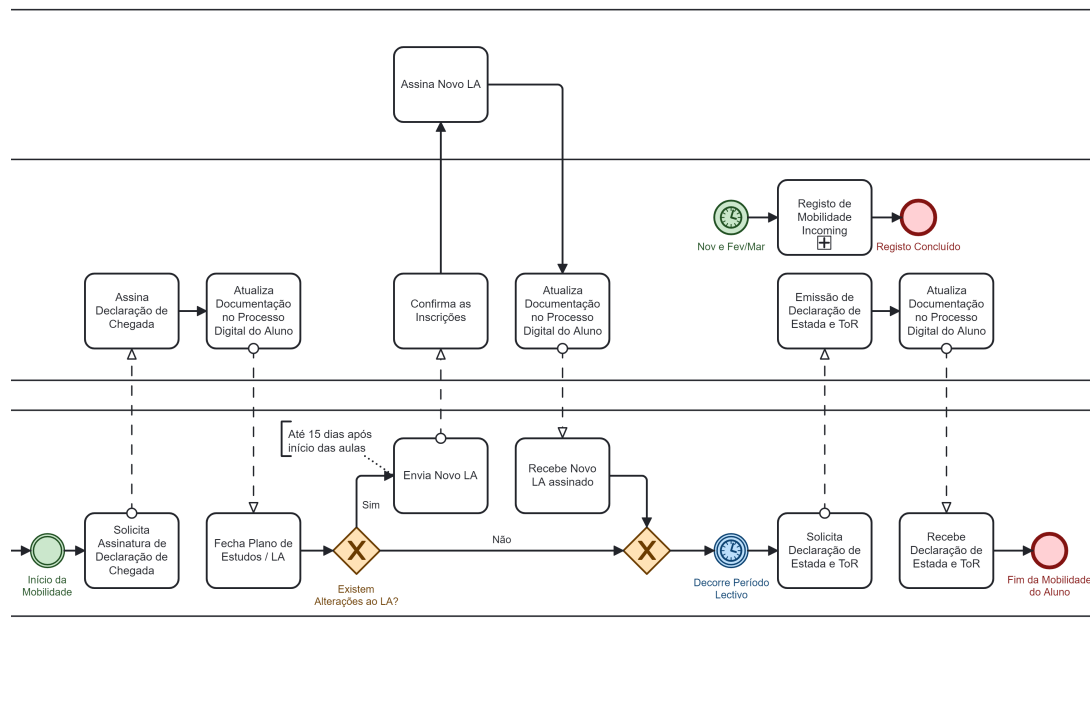 Assina Novo LA
Registo de
Mobilidade
Incoming
Nov e Fev/Mar
Registo Concluído
Assina
Declaração de
Chegada
Atualiza
Documentação
no Processo
Digital do Aluno
Confirma as
Inscrições
Atualiza
Documentação
no Processo
Digital do Aluno
Emissão de
Declaração de
Estada e ToR
Atualiza
Documentação
no Processo
Digital do Aluno
Até 15 dias após
início das aulas
Envia Novo LA
Recebe Novo
LA assinado
Sim
Solicita
Assinatura de
Declaração de
Chegada
Fecha Plano de
Estudos / LA
Não
Solicita
Declaração de
Estada e ToR
Recebe
Declaração de
Estada e ToR
Início da
Mobilidade
Existem
Alterações ao LA?
Decorre Período
Lectivo
Fim da Mobilidade
do Aluno